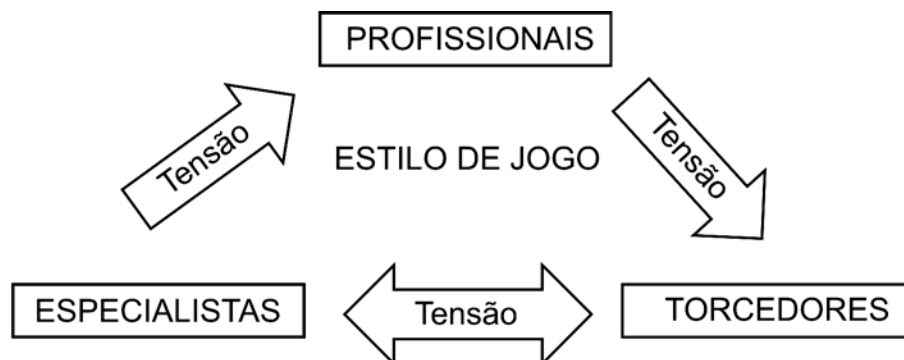 PROFISSIONAIS
Tensão
Tensão
ESTILO DE JOGO
ESPECIALISTAS
Tensão
TORCEDORES